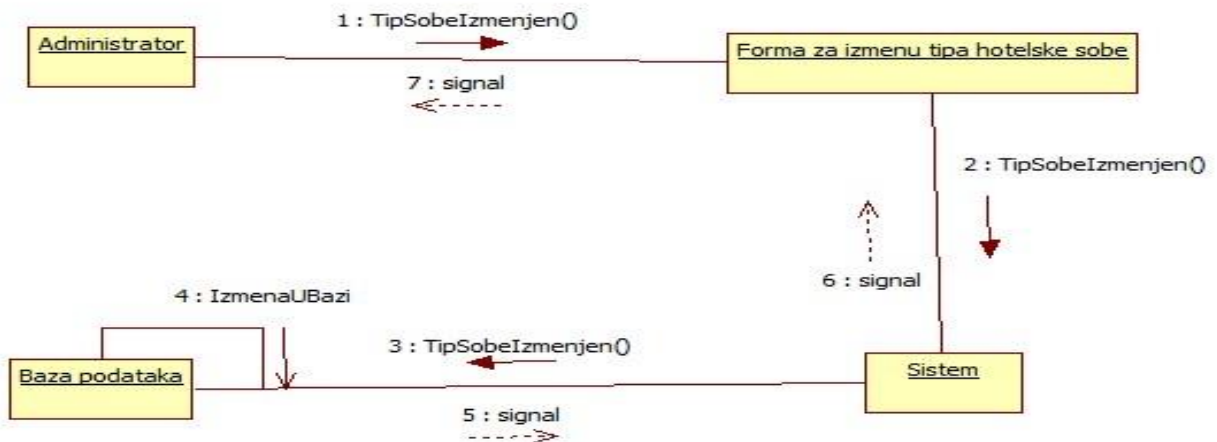 1 : TipSobeIzmenjen()
Administrator
Forma za izmenu tipa hotelske sobe
7 : signal
2 : TipSobeIzmenjen()
6 : signal
4 : IzmenaUBazi
3 : TipSobeIzmenjen()
Baza podataka
Sistem
5 : signal